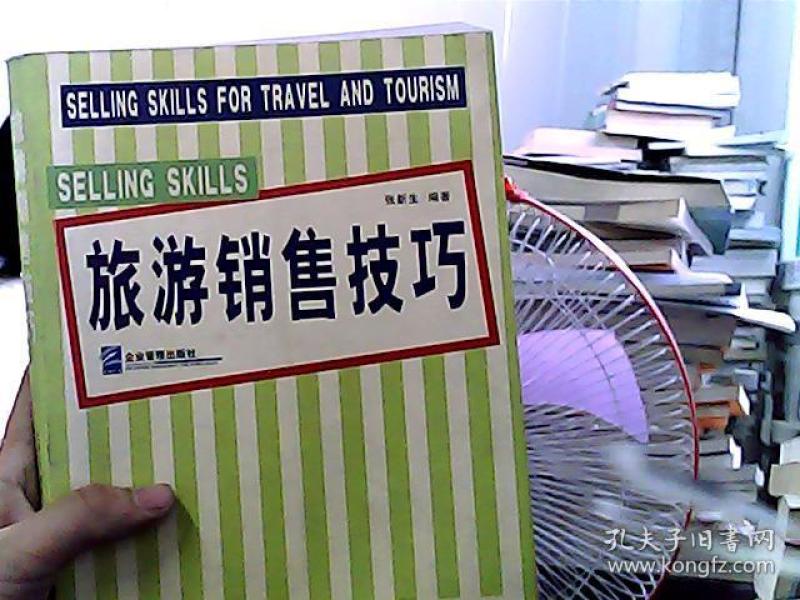 SELLING SKILLS FOR TRAVEL AND TOURISM
SELLING SKILLS
张新生 编著
旅游销售技巧
企业管理出版社
孔夫子旧书网
www.kongfz.com